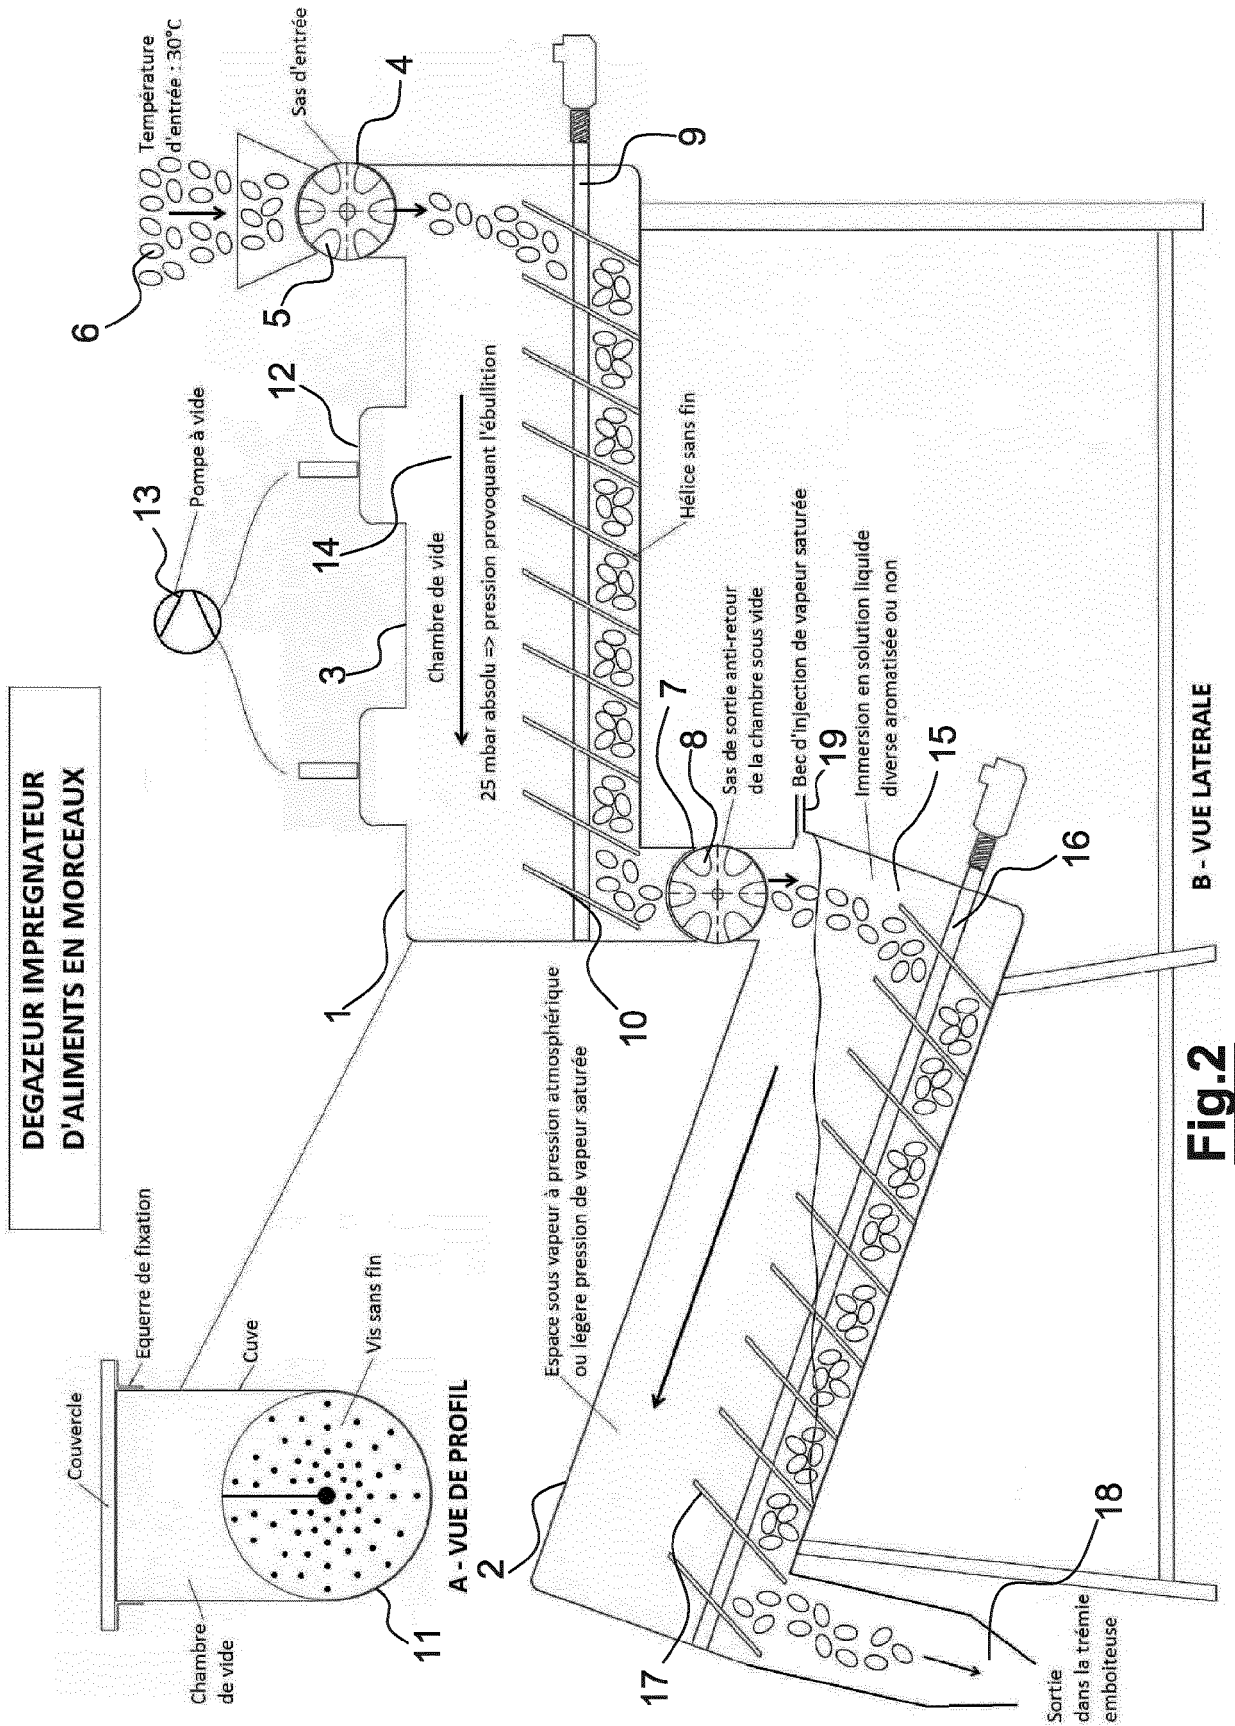 DEGAZEUR IMPREGNATEUR
D'ALIMENTS EN MORCEAUX
Couvercle
Equerre de fixation
Cuve
Vis sans fin
Chambre
de vide
11
A - VUE DE PROFIL
13
Pompe à vide
6
Température
d'entrée : 30°C
Sas d'entrée
4
5
12
14
3
1
Chambre de vide
25 mbar absolu => pression provoquant l'ébullition
9
10
Hélice sans fin
7
8
Sas de sortie anti-retour
de la chambre sous vide
Bec d'injection de vapeur saturée
19
Immersion en solution liquide
diverse aromatisée ou non
15
16
Espace sous vapeur à pression atmosphérique
ou légère pression de vapeur saturée
2
17
18
Sortie
dans la trémie
emboiteuse
B - VUE LATERALE
Fig.2